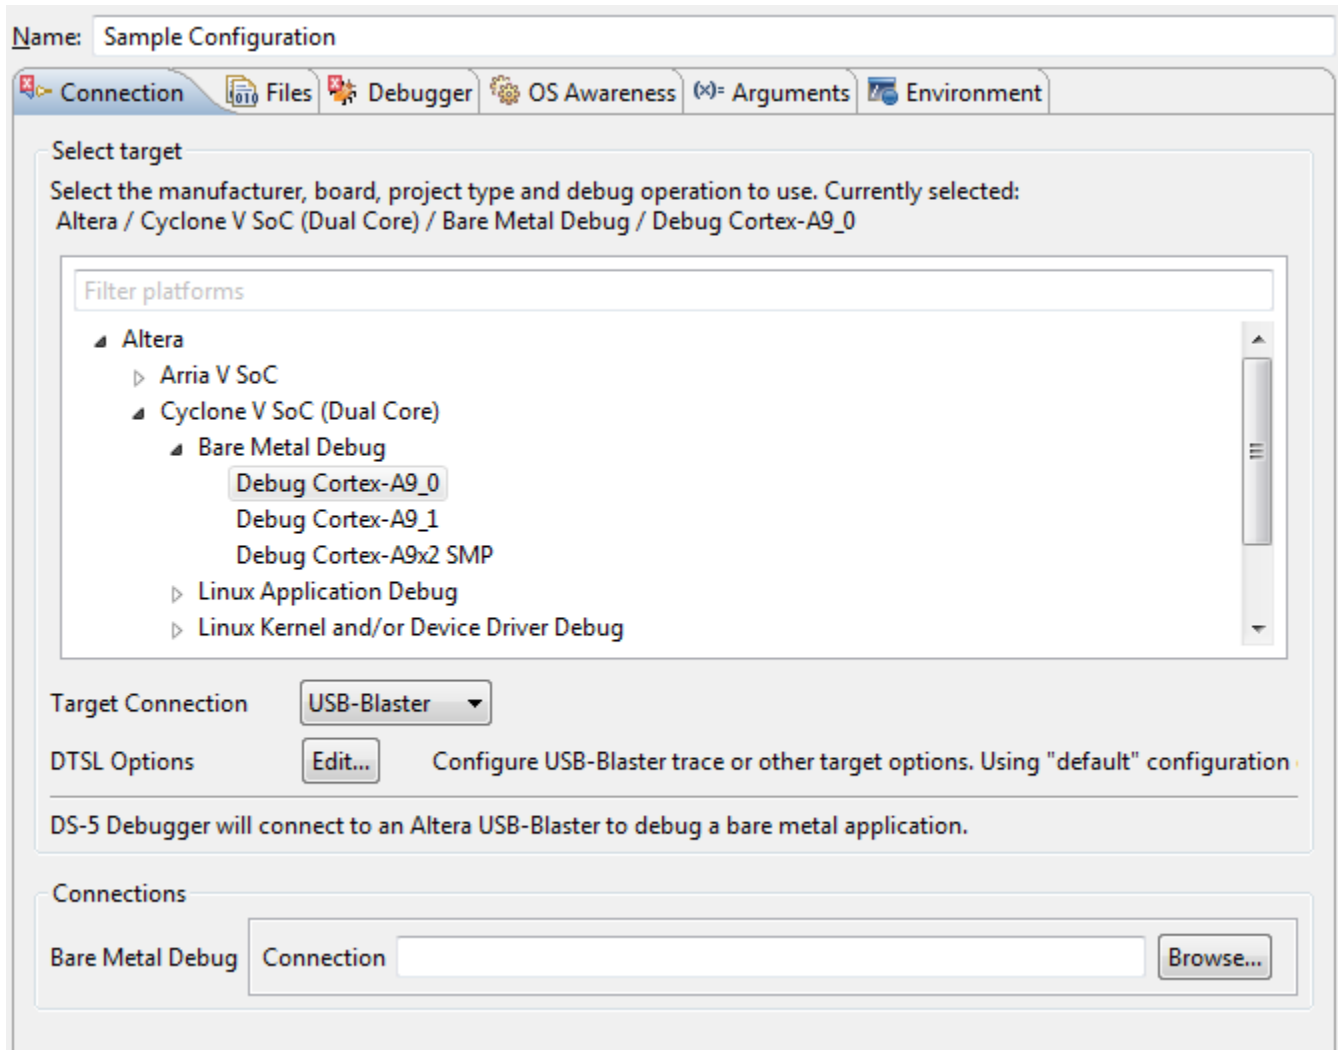 Name: Sample Configuration
Connection Files Debugger OS Awareness (x)= Arguments Environment
Select target
Select the manufacturer, board, project type and debug operation to use. Currently selected:
Altera / Cyclone V SoC (Dual Core) / Bare Metal Debug / Debug Cortex-A9_0
Filter platforms
Altera
Arria V SoC
Cyclone V SoC (Dual Core)
Bare Metal Debug
Debug Cortex-A9_0
Debug Cortex-A9_1
Debug Cortex-A9x2 SMP
Linux Application Debug
Linux Kernel and/or Device Driver Debug
Target Connection USB-Blaster
DTSL Options Edit... Configure USB-Blaster trace or other target options. Using "default" configuration
DS-5 Debugger will connect to an Altera USB-Blaster to debug a bare metal application.
Connections
Bare Metal Debug Connection Browse...